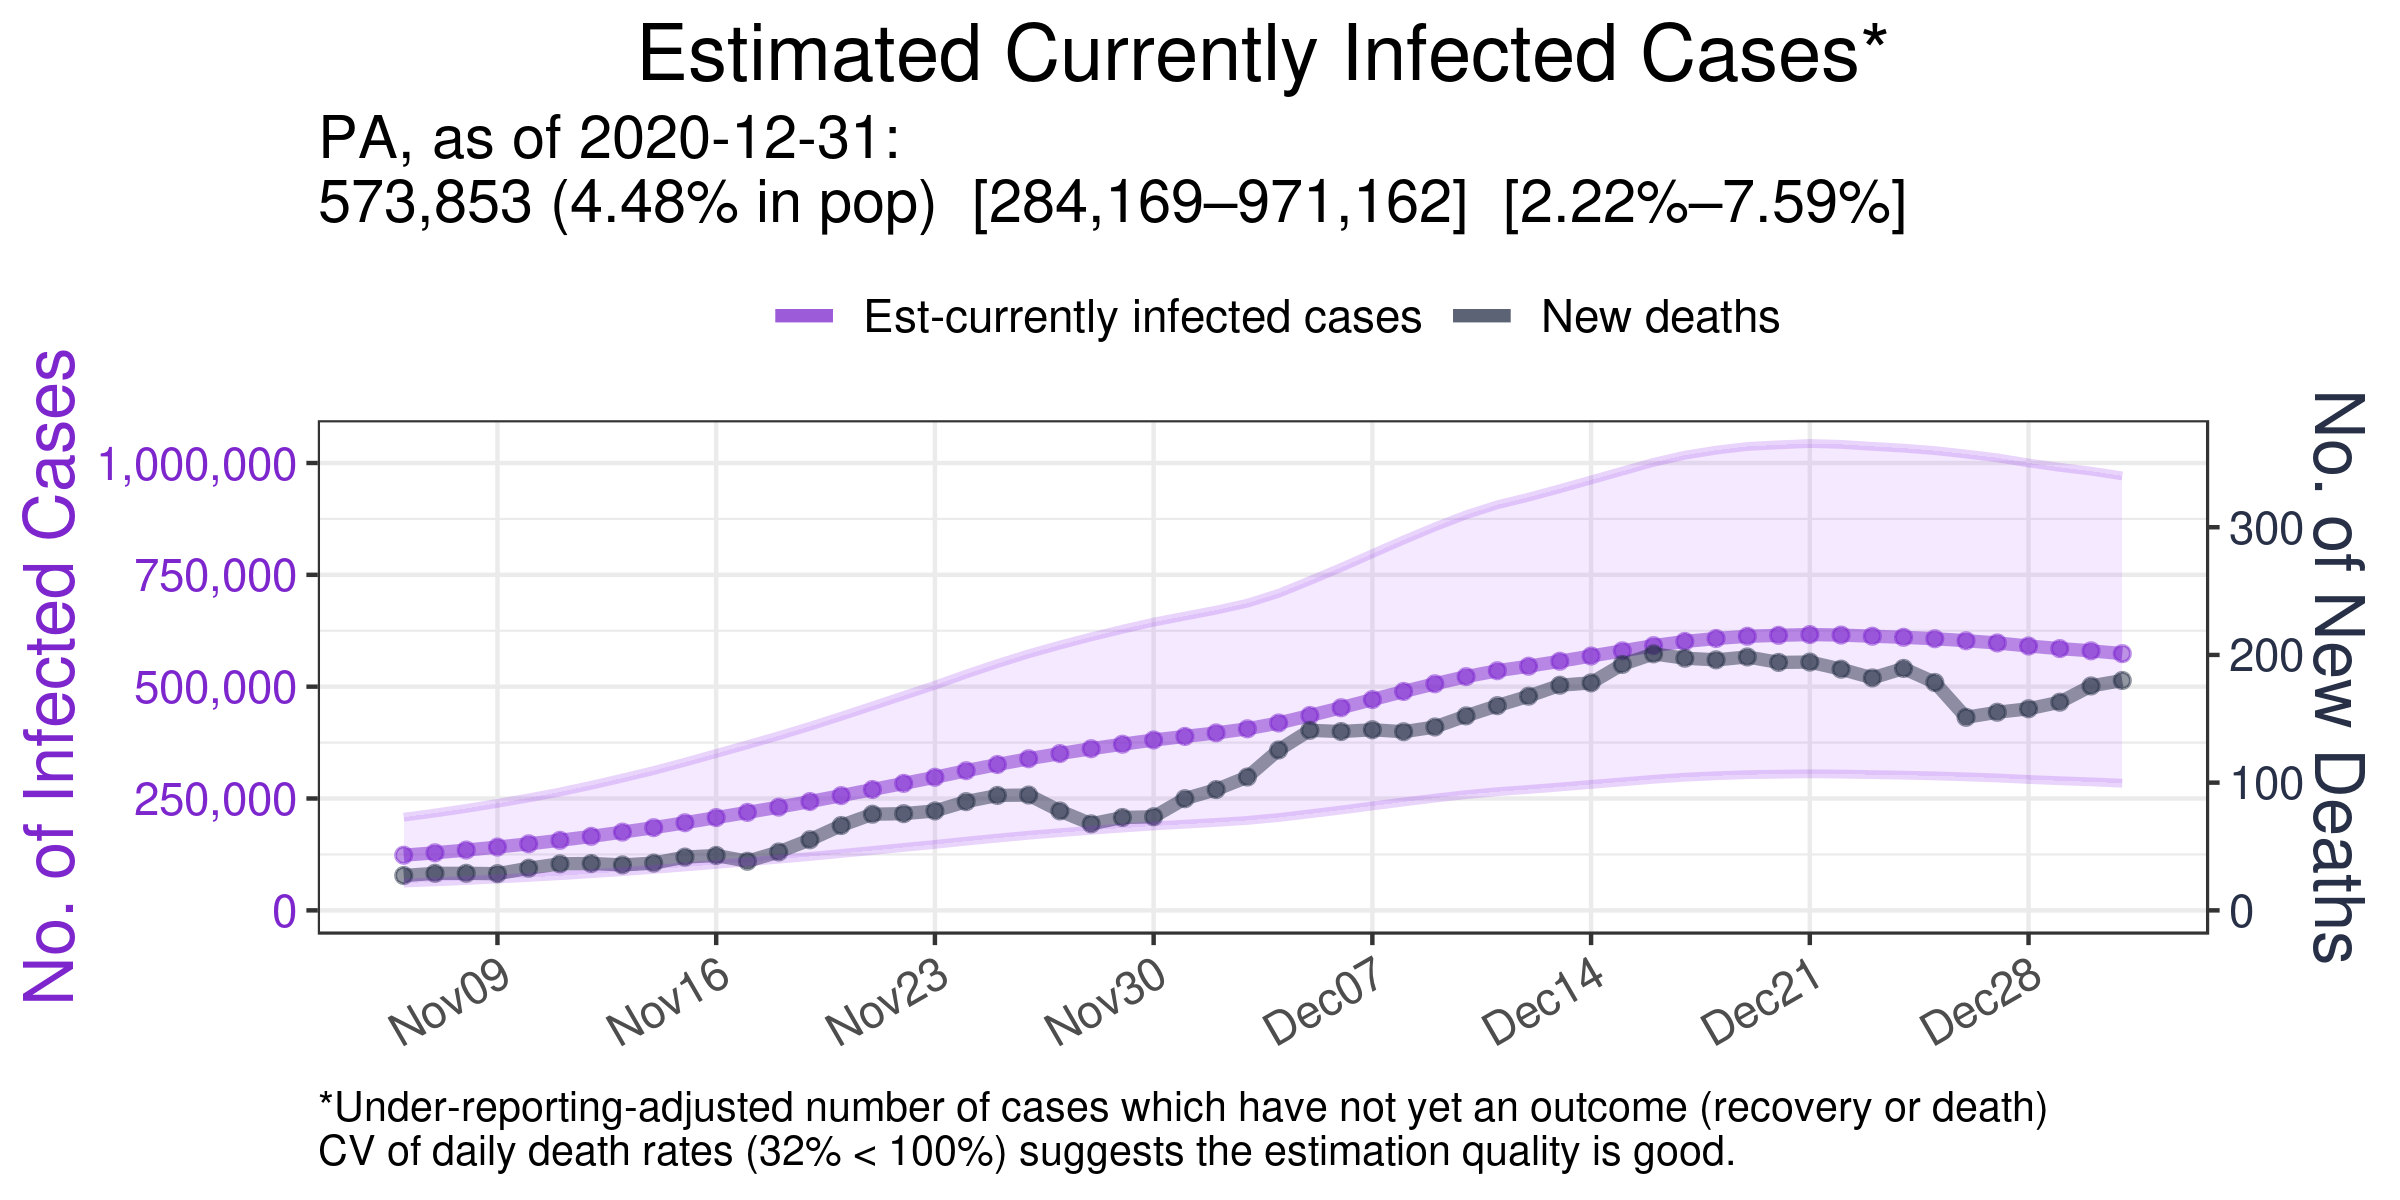 Estimated Currently Infected Cases*
PA, as of 2020-12-31:
573,853 (4.48% in pop)  [284,169–971,162]  [2.22%–7.59%]
Est-currently infected cases
New deaths
No. of Infected Cases
1,000,000
750,000
500,000
250,000
0
No. of New Deaths
300
200
100
0
Nov09
Nov16
Nov23
Nov30
Dec07
Dec14
Dec21
Dec28
*Under-reporting-adjusted number of cases which have not yet an outcome (recovery or death)
CV of daily death rates (32% < 100%) suggests the estimation quality is good.